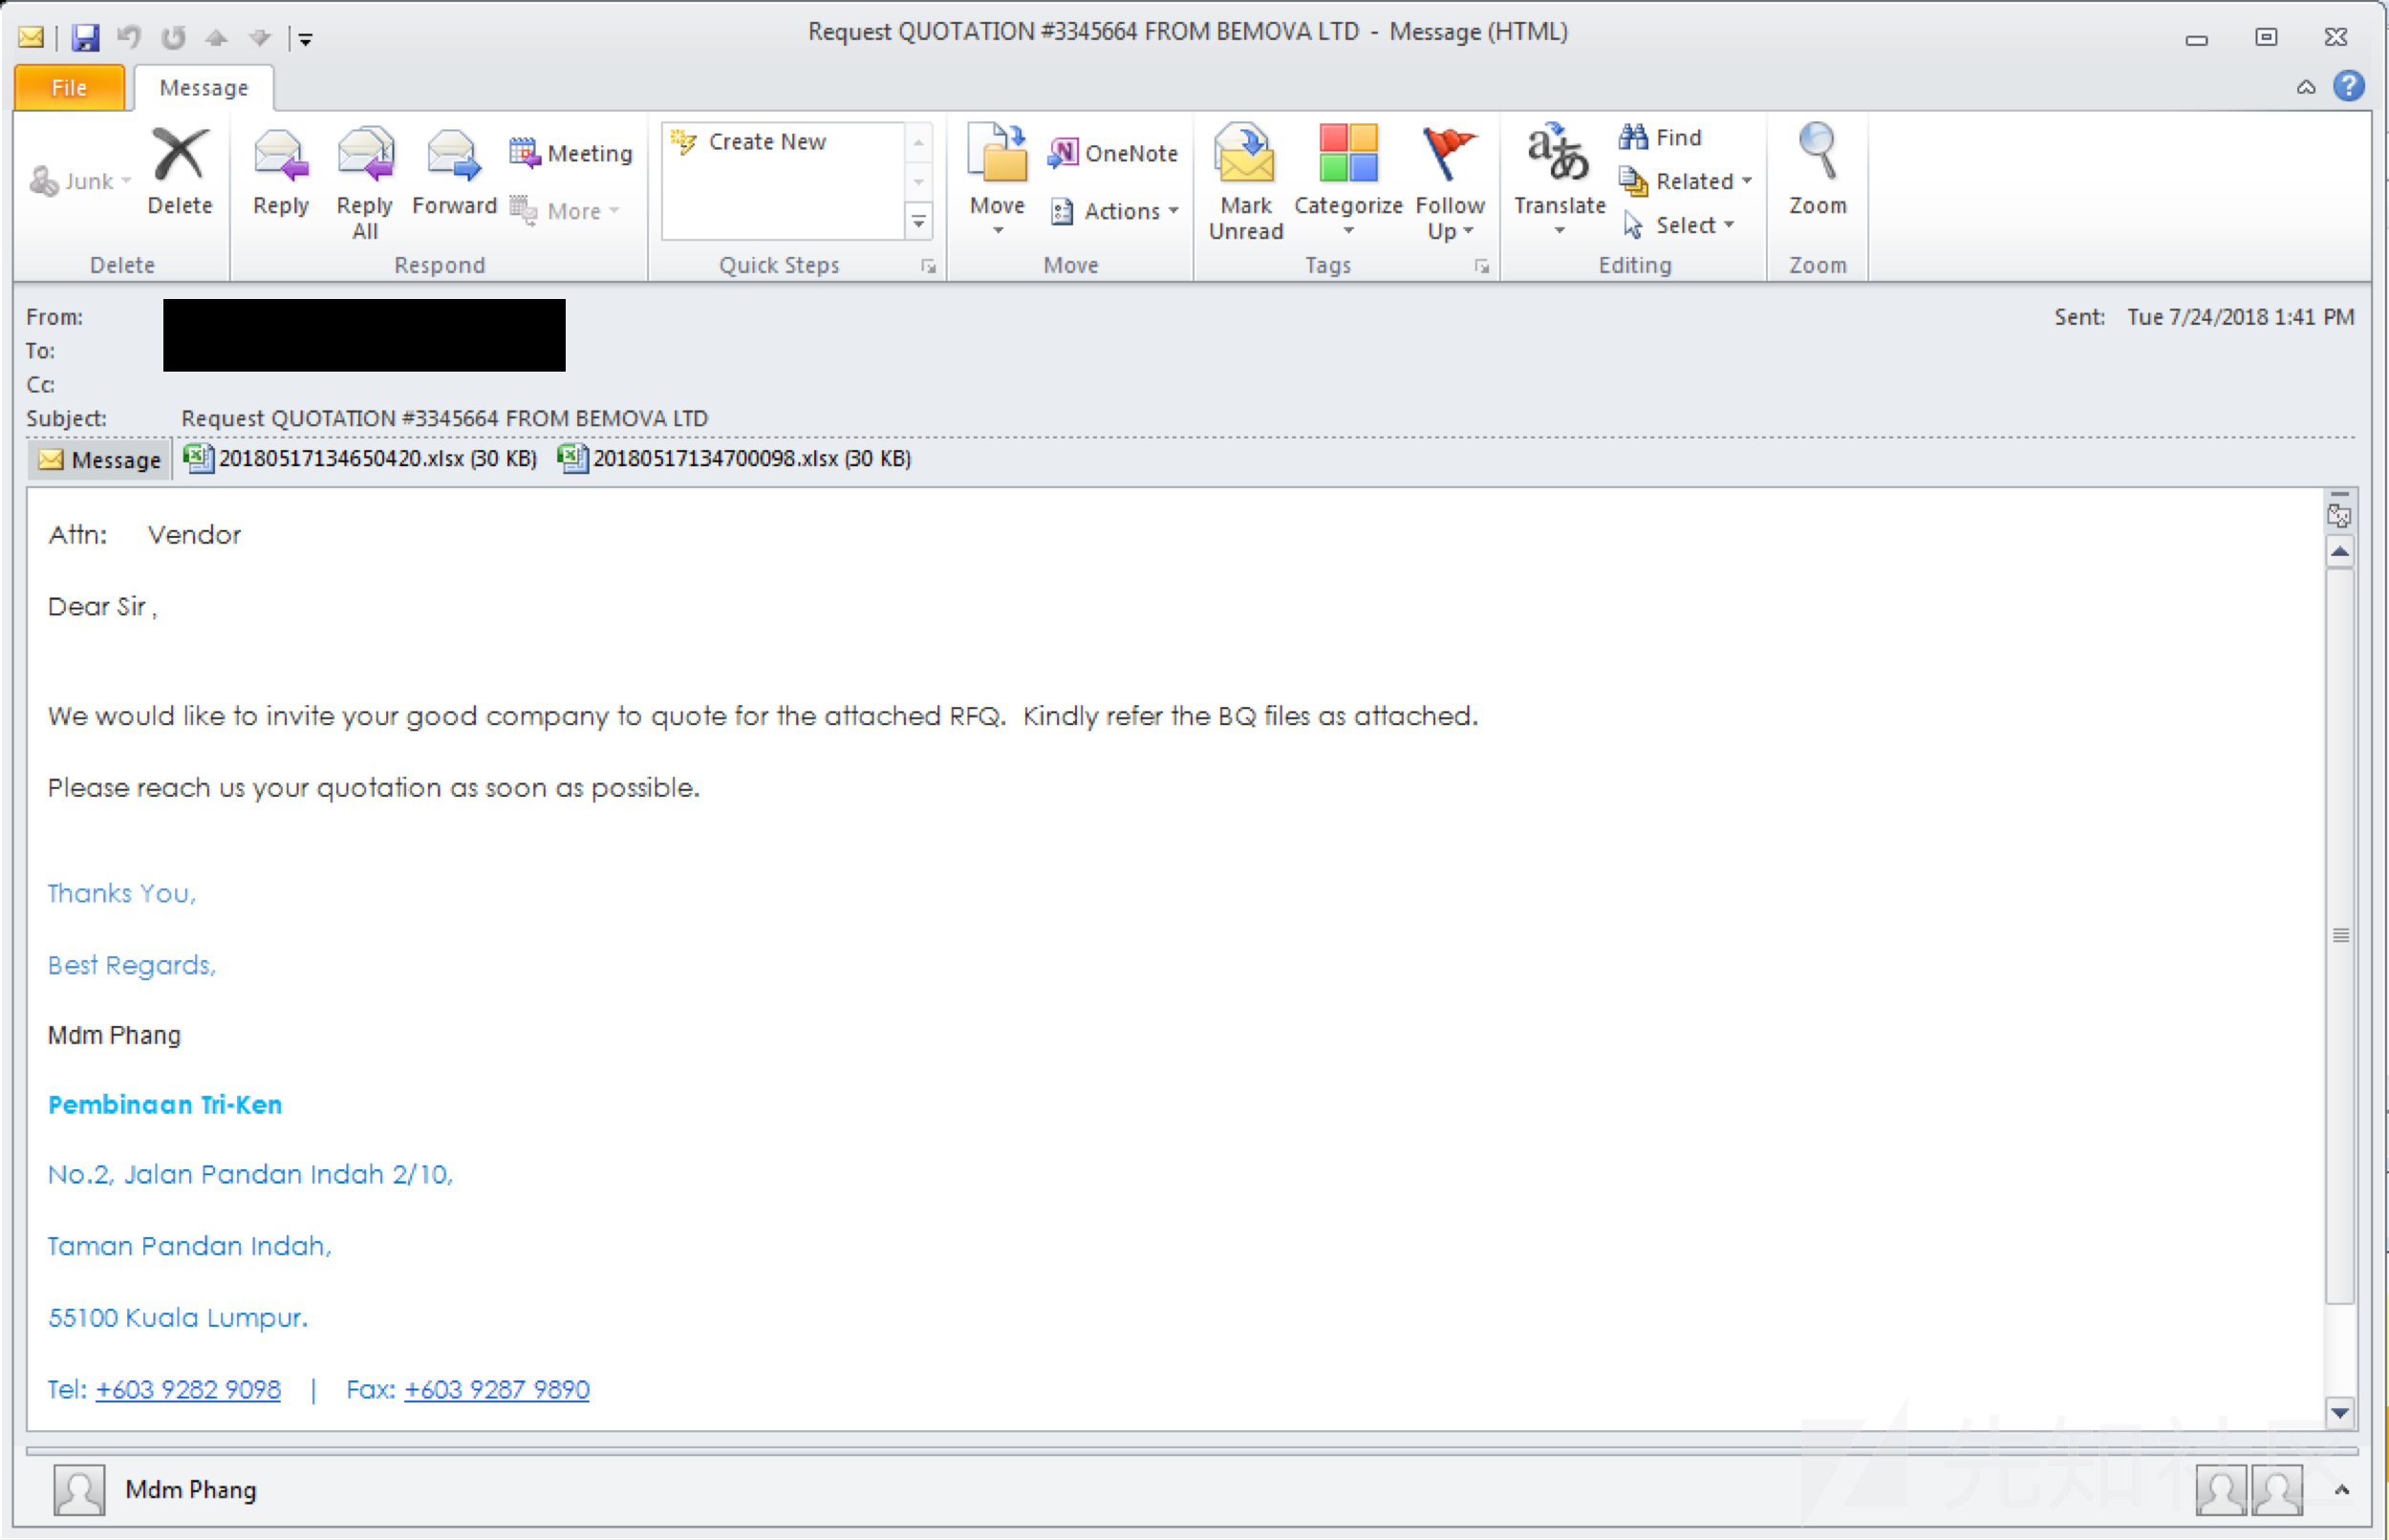 Request QUOTATION #3345664 FROM BEMOVA LTD - Message (HTML)
File Message
Junk
Delete
Reply
Reply All
Forward
Meeting
More
Create New
Move
OneNote
Actions
Mark Unread
Categorize
Follow Up
Translate
Find
Related
Select
Zoom
Delete Respond Quick Steps Move Tags Editing Zoom
From:
Sent: Tue 7/24/2018 1:41 PM
To:
Cc:
Subject: Request QUOTATION #3345664 FROM BEMOVA LTD
Message 20180517134650420.xlsx (30 KB) 20180517134700098.xlsx (30 KB)
Attn: Vendor
Dear Sir ,
We would like to invite your good company to quote for the attached RFQ. Kindly refer the BQ files as attached.
Please reach us your quotation as soon as possible.
Thanks You,
Best Regards,
Mdm Phang
Pembinaan Tri-Ken
No.2, Jalan Pandan Indah 2/10,
Taman Pandan Indah,
55100 Kuala Lumpur.
Tel: +603 9282 9098 | Fax: +603 9287 9890
Mdm Phang
先知社区